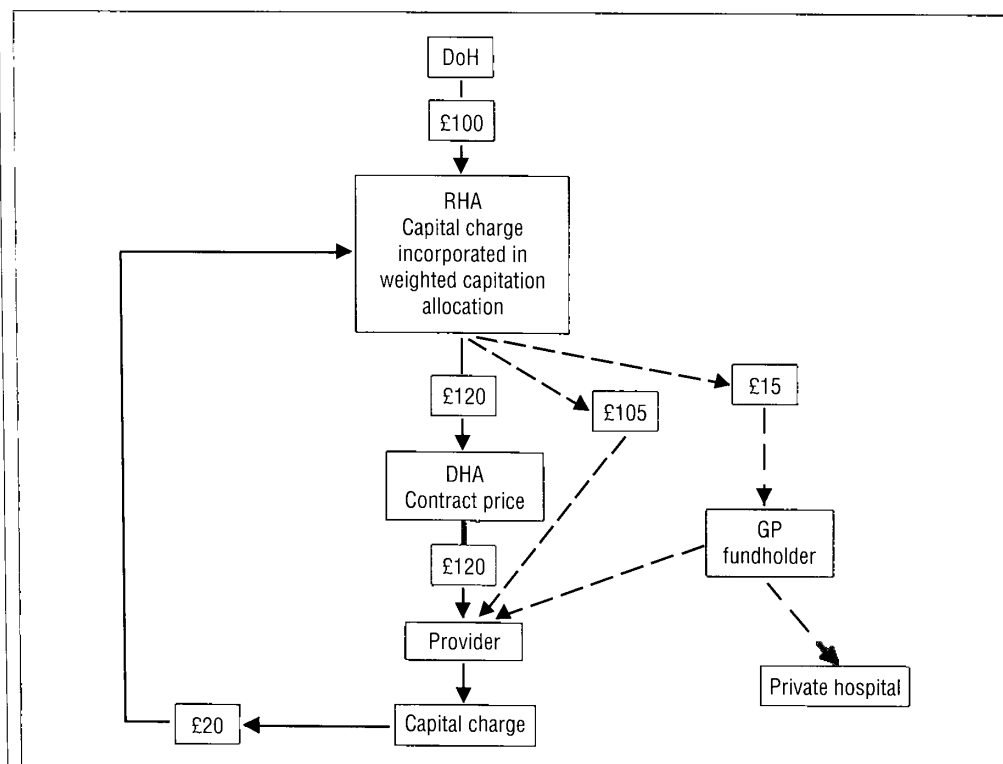 DoH
£100
RHA
Capital charge
incorporated in
weighted capitation
allocation
£120
£105
£15
DHA
Contract price
GP
fundholder
£120
Provider
Private hospital
£20
Capital charge